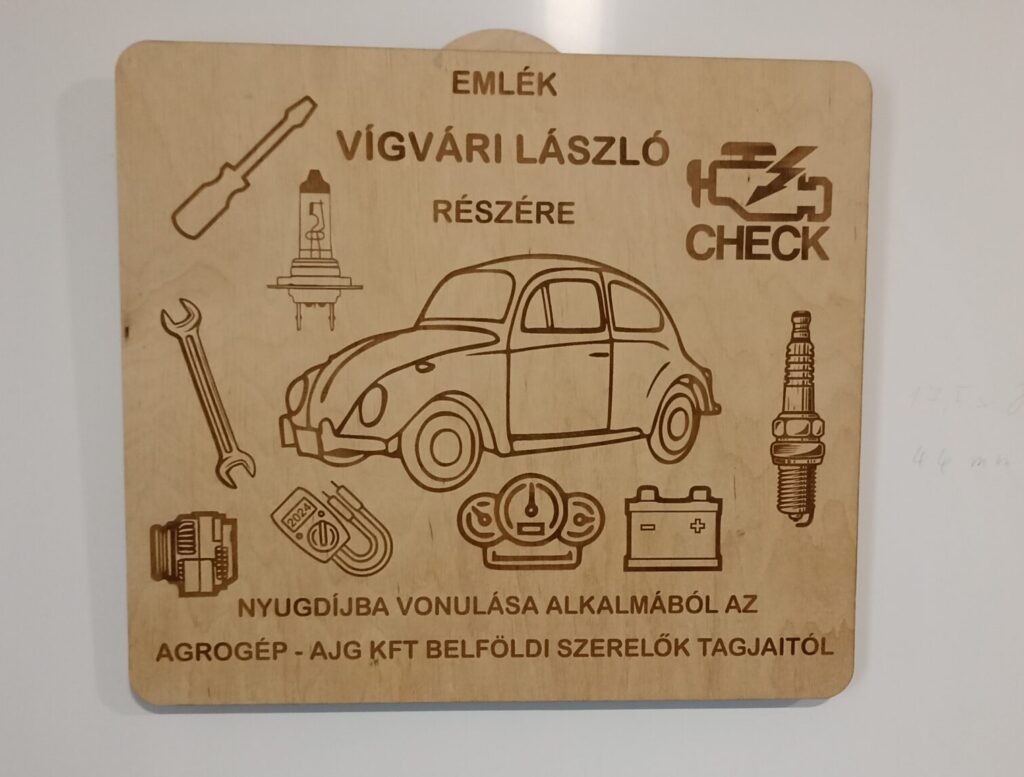 EMLÉK
VÍGVÁRI LÁSZLÓ
RÉSZÉRE
CHECK
2024
- +
NYUGDÍJBA VONULÁSA ALKALMÁBÓL AZ
AGROGÉP - AJG KFT BELFÖLDI SZERELŐK TAGJAITÓL